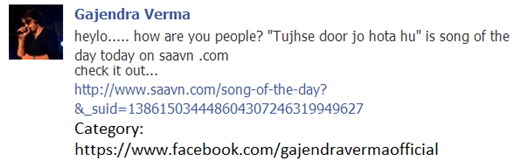 Gajendra Verma
heylo..... how are you people? "Tujhse door jo hota hu" is song of the
day today on saavn .com
check it out...
http://www.saavn.com/song-of-the-day?
&_suid=138615034448604307246319949627
Category:
https://www.facebook.com/gajendravermaofficial